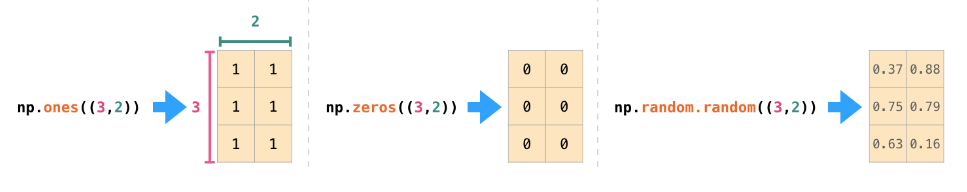 2
1 1
np.ones((3,2)) 3 1 1
1 1
0 0
np.zeros((3,2)) 0 0
0 0
0.37 0.88
np.random.random((3,2)) 0.75 0.79
0.63 0.16